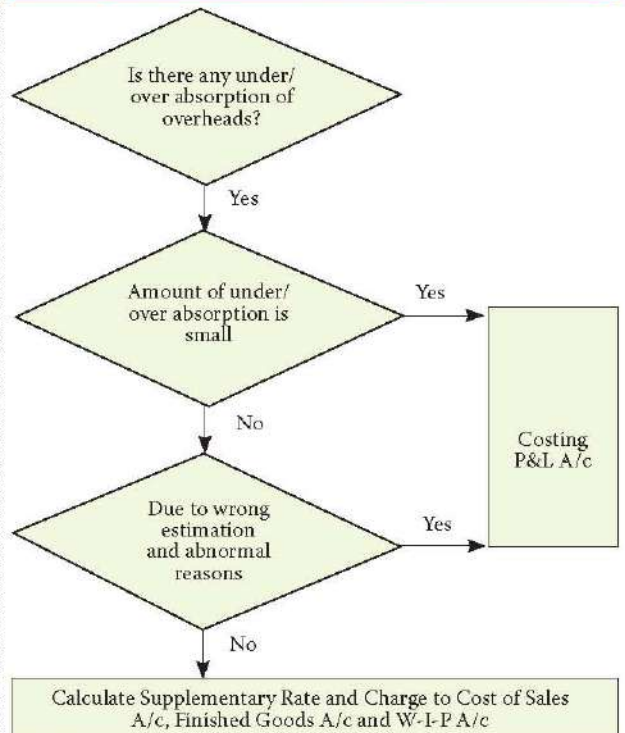 Is there any under/
over absorption of
overheads?
Yes
Amount of under/
over absorption is
small
Yes
No
Costing
P&L A/c
Due to wrong
estimation
and abnormal
reasons
Yes
No
Calculate Supplementary Rate and Charge to Cost of Sales
A/c, Finished Goods A/c and W-I-P A/c